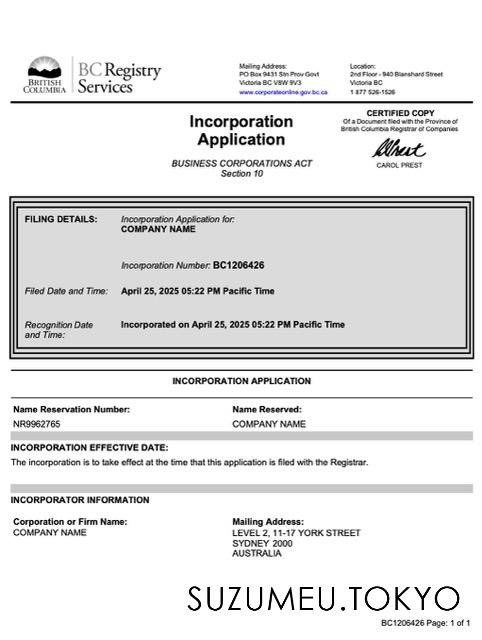 BRITISH
COLUMBIA
BC Registry
Services
Mailing Address:
PO Box 9431 Stn Prov Govt
Victoria BC V8W 9V3
www.corporateonline.gov.bc.ca
Location:
2nd Floor - 940 Blanshard Street
Victoria BC
1 877 526-1526
Incorporation
Application
BUSINESS CORPORATIONS ACT
Section 10
CERTIFIED COPY
Of a Document filed with the Province of
British Columbia Registrar of Companies
CAROL PREST
FILING DETAILS:
Incorporation Application for:
COMPANY NAME
Incorporation Number: BC1206426
Filed Date and Time: April 25, 2025 05:22 PM Pacific Time
Recognition Date
and Time:
Incorporated on April 25, 2025 05:22 PM Pacific Time
INCORPORATION APPLICATION
Name Reservation Number:
NR9962765
Name Reserved:
COMPANY NAME
INCORPORATION EFFECTIVE DATE:
The incorporation is to take effect at the time that this application is filed with the Registrar.
INCORPORATOR INFORMATION
Corporation or Firm Name:
COMPANY NAME
Mailing Address:
LEVEL 2, 11-17 YORK STREET
SYDNEY 2000
AUSTRALIA
SUZUMEU.TOKYO
BC1206426 Page: 1 of 1